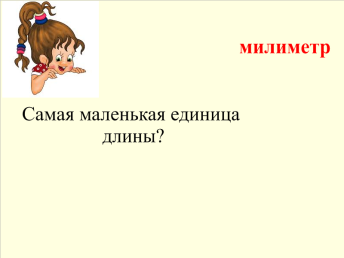 милиметр
Самая маленькая единица
длины?